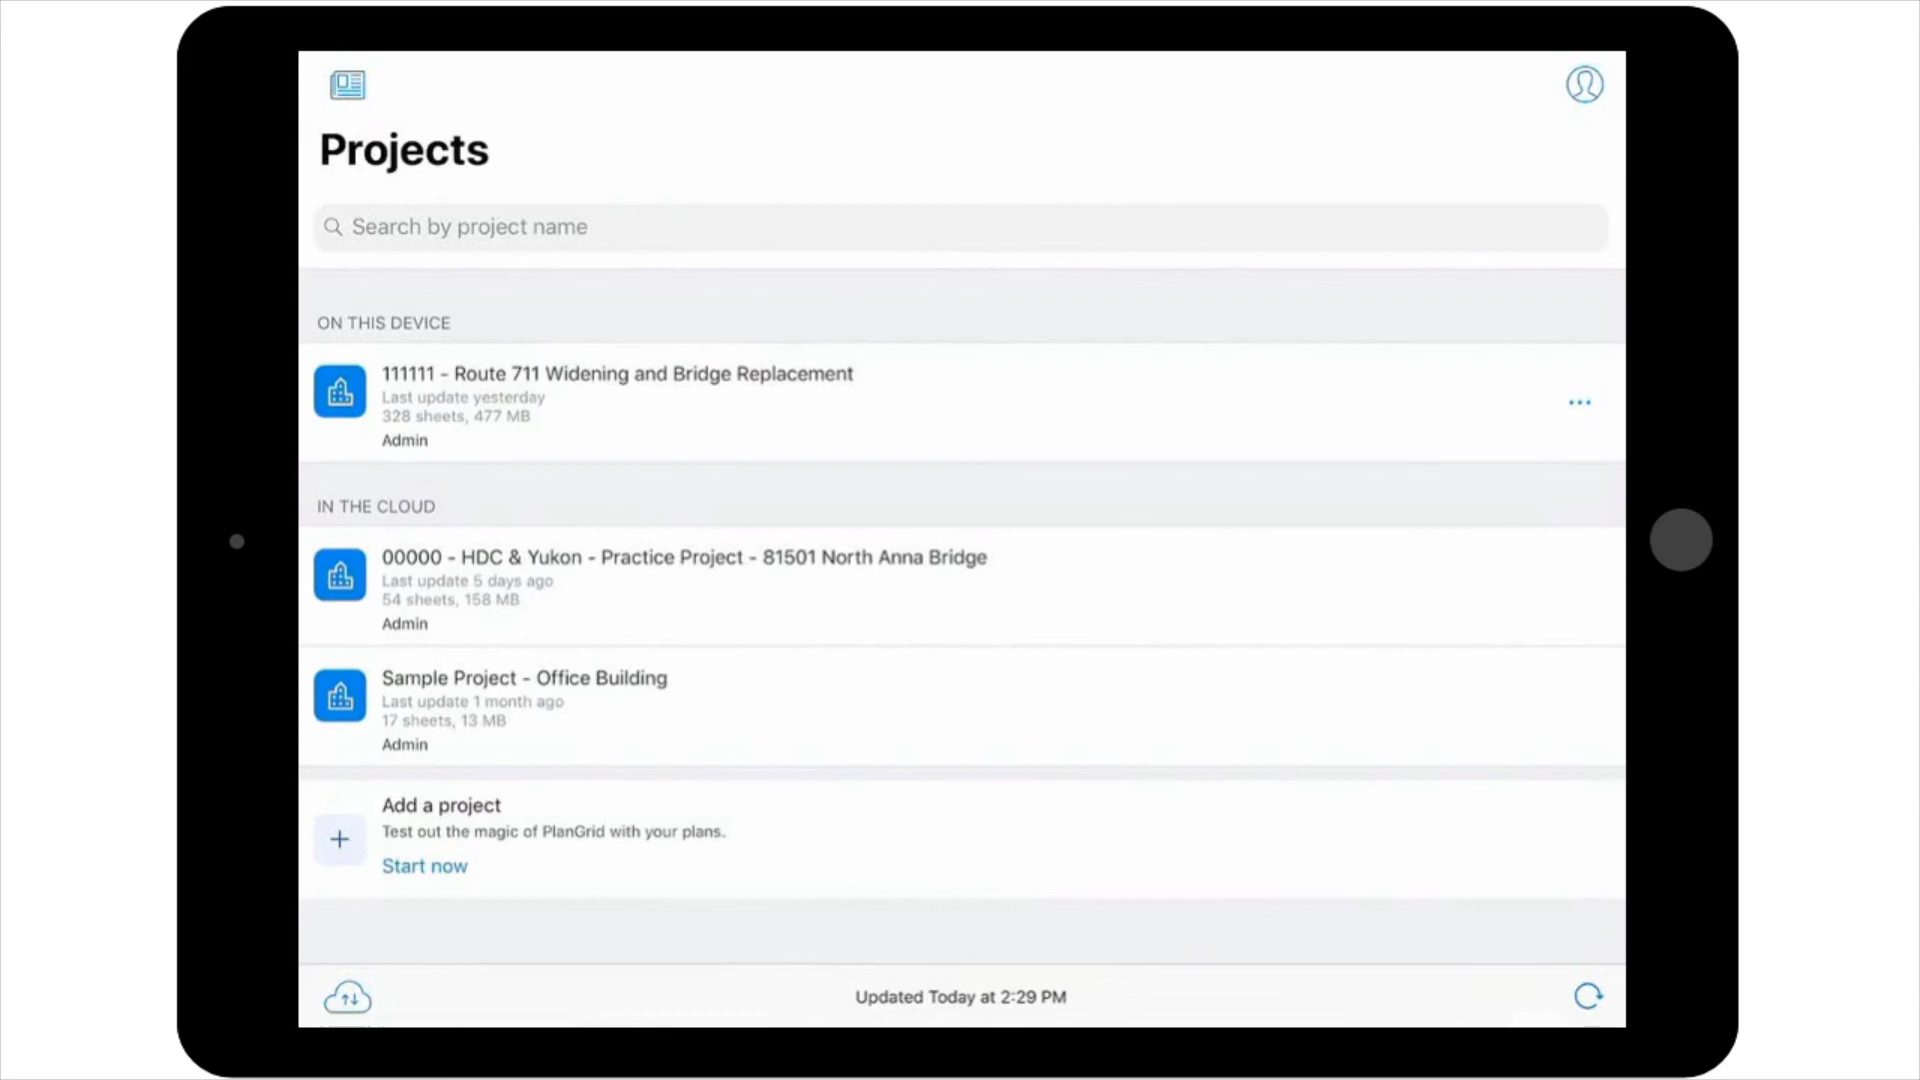 Projects
Search by project name
ON THIS DEVICE
111111 - Route 711 Widening and Bridge Replacement
Last update yesterday
328 sheets, 477 MB
Admin
IN THE CLOUD
00000 - HDC & Yukon - Practice Project - 81501 North Anna Bridge
Last update 5 days ago
54 sheets, 158 MB
Admin
Sample Project - Office Building
Last update 1 month ago
17 sheets, 13 MB
Admin
Add a project
Test out the magic of PlanGrid with your plans.
Start now
Updated Today at 2:29 PM